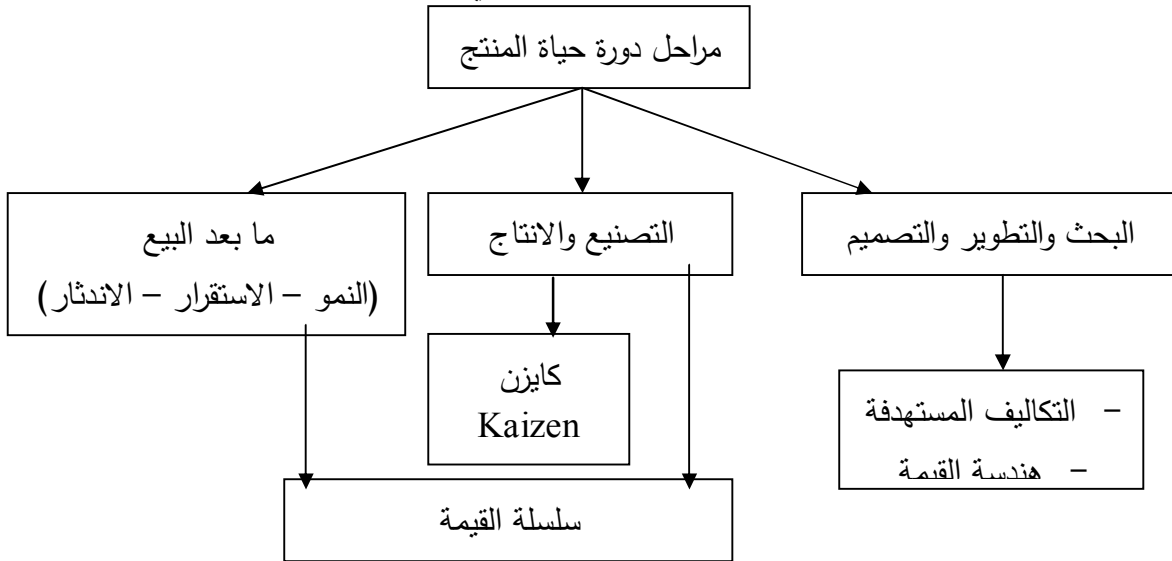 مراحل دورة حياة المنتج
البحث والتطوير والتصميم
التصنيع والانتاج
ما بعد البيع
(النمو – الاستقرار – الاندثار)
كايزن
Kaizen
– التكاليف المستهدفة
– هندسة القيمة
سلسلة القيمة